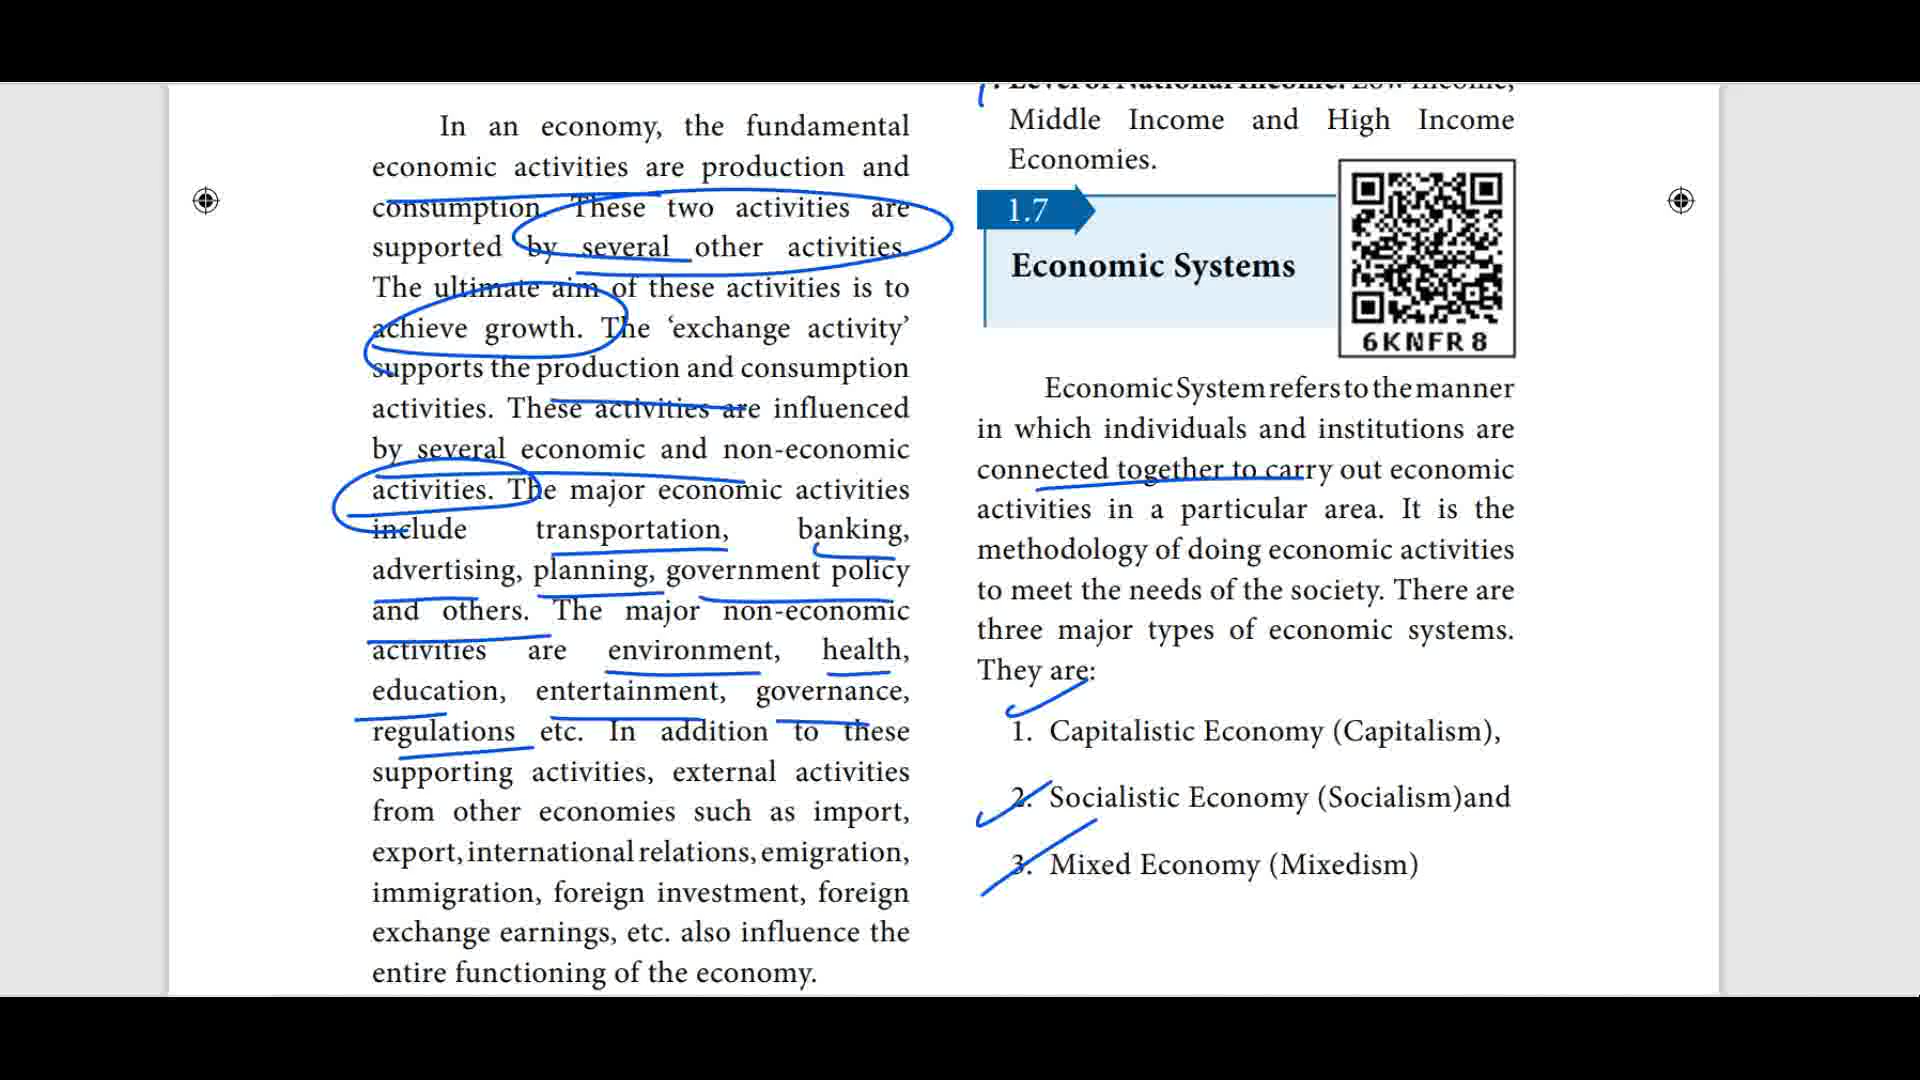 In an economy, the fundamental
economic activities are production and
consumption. These two activities are
supported by several other activities.
The ultimate aim of these activities is to
achieve growth. The ‘exchange activity’
supports the production and consumption
activities. These activities are influenced
by several economic and non-economic
activities. The major economic activities
include transportation, banking,
advertising, planning, government policy
and others. The major non-economic
activities are environment, health,
education, entertainment, governance,
regulations etc. In addition to these
supporting activities, external activities
from other economies such as import,
export, international relations, emigration,
immigration, foreign investment, foreign
exchange earnings, etc. also influence the
entire functioning of the economy.
Level of National Income: Low Income,
Middle Income and High Income
Economies.
1.7
Economic Systems
6KNFR8
Economic System refers to the manner
in which individuals and institutions are
connected together to carry out economic
activities in a particular area. It is the
methodology of doing economic activities
to meet the needs of the society. There are
three major types of economic systems.
They are:
1. Capitalistic Economy (Capitalism),
2. Socialistic Economy (Socialism)and
3. Mixed Economy (Mixedism)